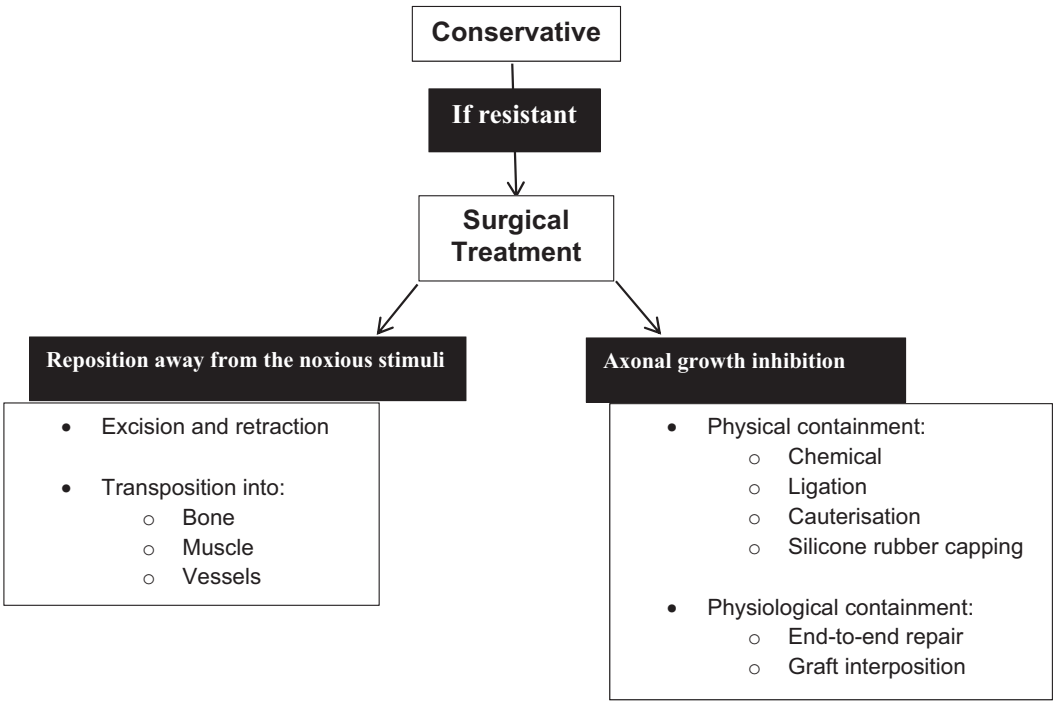 Conservative
If resistant
Surgical
Treatment
Reposition away from the noxious stimuli
• Excision and retraction
• Transposition into:
o Bone
o Muscle
o Vessels
Axonal growth inhibition
• Physical containment:
o Chemical
o Ligation
o Cauterisation
o Silicone rubber capping
• Physiological containment:
o End-to-end repair
o Graft interposition